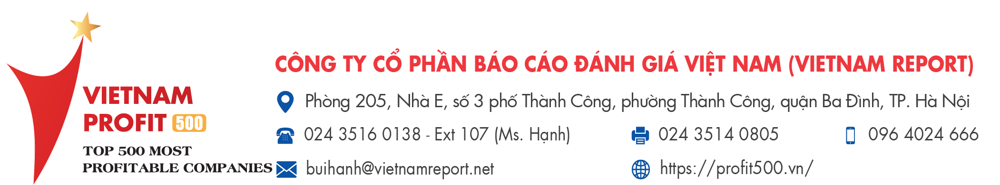 VIETNAM
PROFIT 500
TOP 500 MOST
PROFITABLE COMPANIES
CÔNG TY CỔ PHẦN BÁO CÁO ĐÁNH GIÁ VIỆT NAM (VIETNAM REPORT)
Phòng 205, Nhà E, số 3 phố Thành Công, phường Thành Công, quận Ba Đình, TP. Hà Nội
024 3516 0138 - Ext 107 (Ms. Hạnh) 024 3514 0805 096 4024 666
buihanh@vietnamreport.net https://profit500.vn/